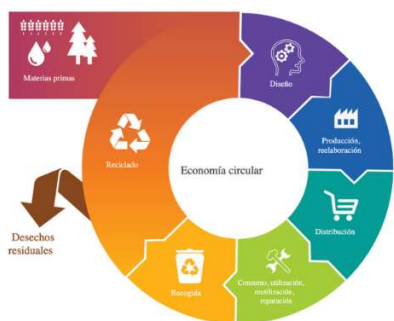 Materias primas
Diseño
Producción,
reelaboración
Reciclado
Economía circular
Distribución
Desechos
residuales
Recogida
Consumo, utilización,
reutilización,
reparación